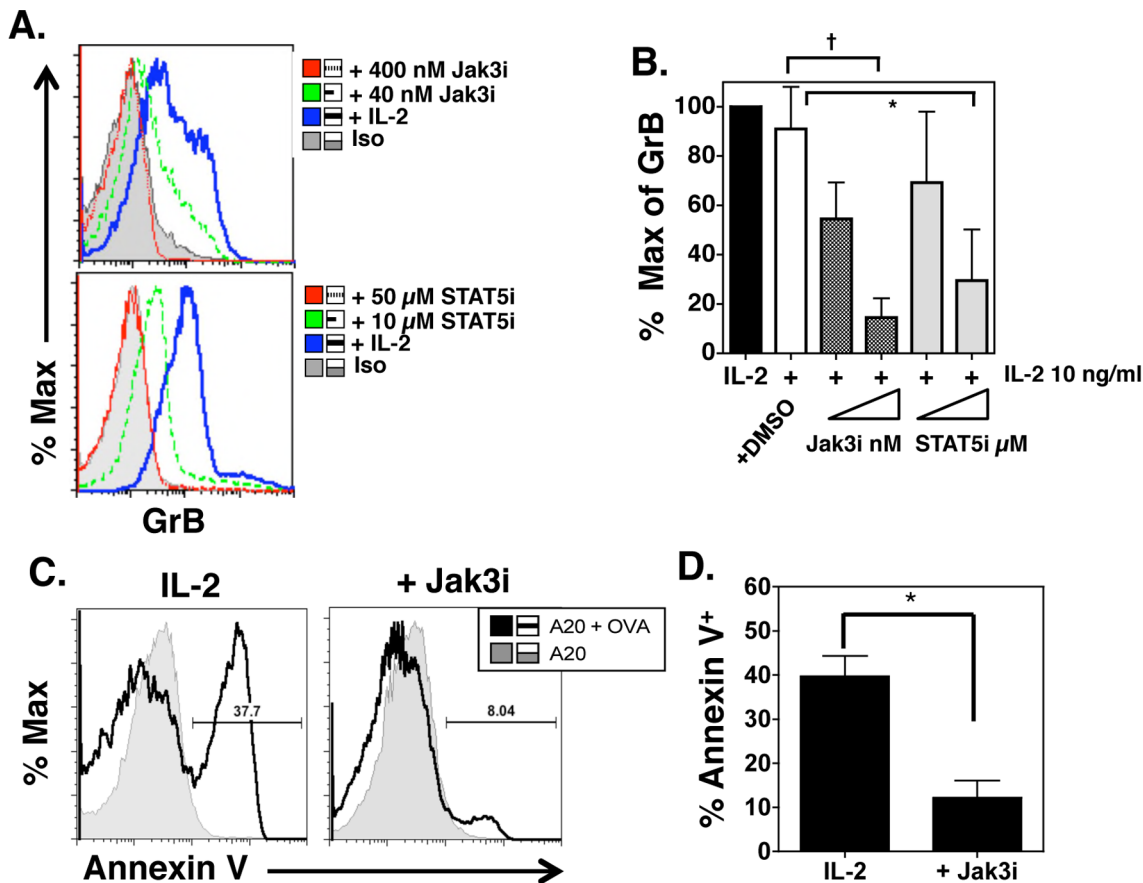 A.
+ 400 nM Jak3i
+ 40 nM Jak3i
+ IL-2
Iso
+ 50 µM STAT5i
+ 10 µM STAT5i
+ IL-2
Iso
% Max
GrB
B.
†
*
% Max of GrB
100
80
60
40
20
0
IL-2 + + + + + IL-2 10 ng/ml
+DMSO
Jak3i nM STAT5i µM
C.
IL-2
+ Jak3i
A20 + OVA
A20
37.7
8.04
% Max
Annexin V
D.
*
% Annexin V+
60
50
40
30
20
10
0
IL-2 + Jak3i